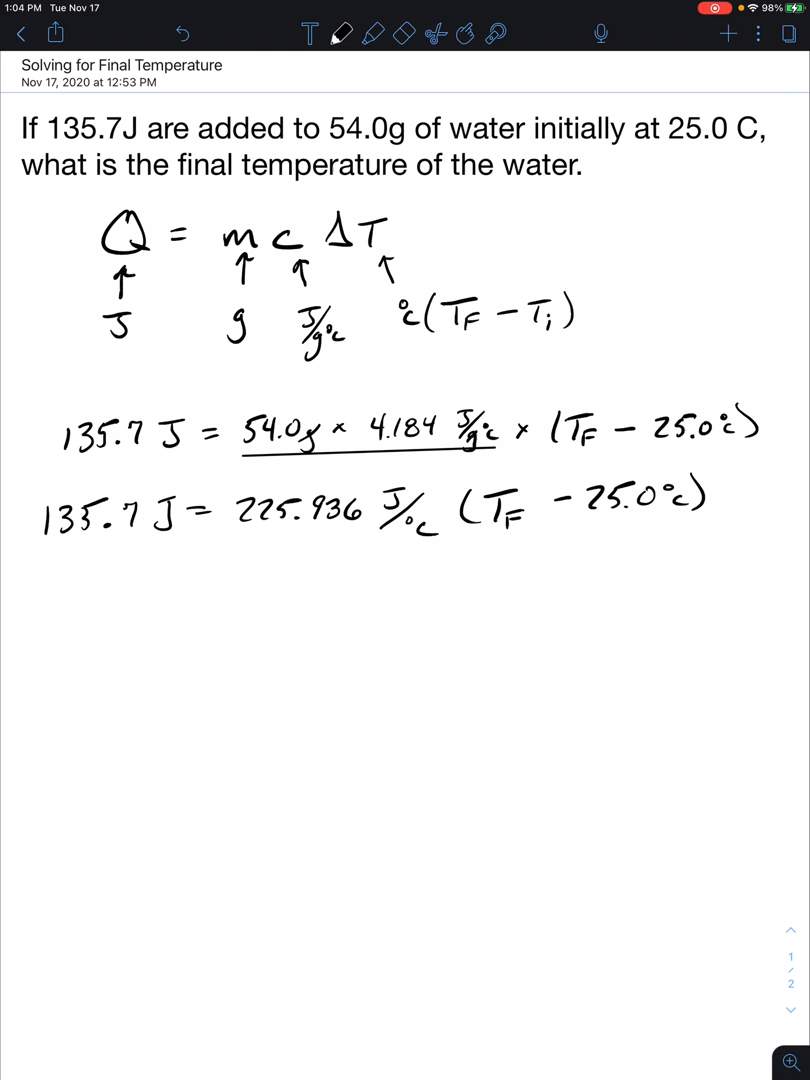 1:04 PM Tue Nov 17 98%
T
Solving for Final Temperature
Nov 17, 2020 at 12:53 PM
If 135.7J are added to 54.0g of water initially at 25.0 C,
what is the final temperature of the water.
Q = m c ΔT
↑ ↑ ↑ ↑
J g J/g°c °c (TF - Ti)
135.7 J = 54.0g × 4.184 J/g°c × (TF - 25.0°c)
135.7 J = 225.936 J/°c (TF - 25.0°c)
1
/
2